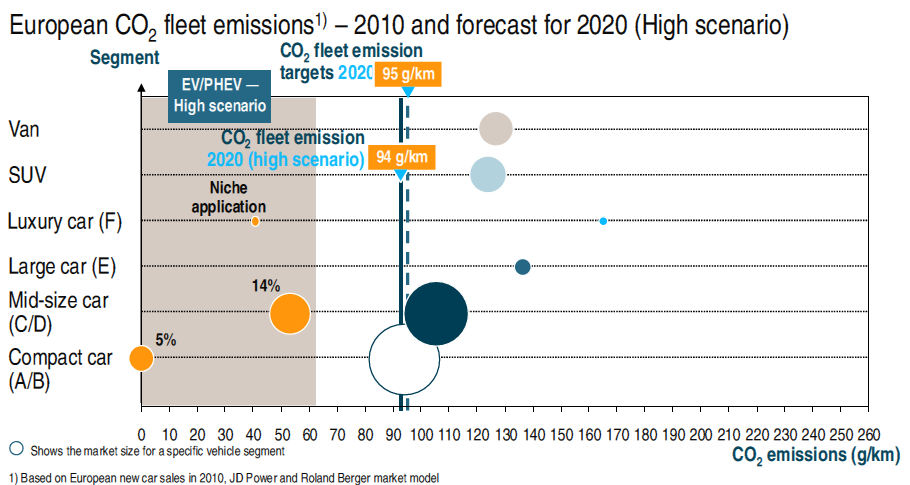 European CO2 fleet emissions1) – 2010 and forecast for 2020 (High scenario)
CO2 fleet emission
targets 2020
95 g/km
Segment
EV/PHEV —
High scenario
CO2 fleet emission
2020 (high scenario)
94 g/km
Van
SUV
Niche
application
Luxury car (F)
Large car (E)
14%
Mid-size car
(C/D)
5%
Compact car
(A/B)
0 10 20 30 40 50 60 70 80 90 100 110 120 130 140 150 160 170 180 190 200 210 220 230 240 250 260
CO2 emissions (g/km)
Shows the market size for a specific vehicle segment
1) Based on European new car sales in 2010, JD Power and Roland Berger market model